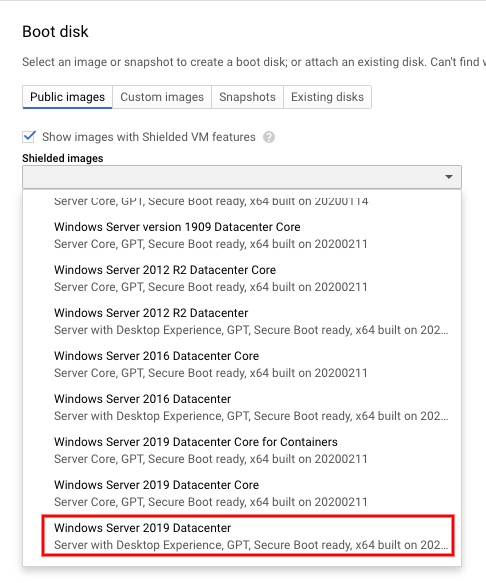 Boot disk
Select an image or snapshot to create a boot disk; or attach an existing disk. Can't find
Public images
Custom images
Snapshots
Existing disks
Show images with Shielded VM features ?
Shielded images
Server Core, GPT, Secure Boot ready, x64 built on 20200114
Windows Server version 1909 Datacenter Core
Server Core, GPT, Secure Boot ready, x64 built on 20200211
Windows Server 2012 R2 Datacenter Core
Server Core, GPT, Secure Boot ready, x64 built on 20200211
Windows Server 2012 R2 Datacenter
Server with Desktop Experience, GPT, Secure Boot ready, x64 built on 202...
Windows Server 2016 Datacenter Core
Server Core, GPT, Secure Boot ready, x64 built on 20200211
Windows Server 2016 Datacenter
Server with Desktop Experience, GPT, Secure Boot ready, x64 built on 202...
Windows Server 2019 Datacenter Core for Containers
Server Core, GPT, Secure Boot ready, x64 built on 20200211
Windows Server 2019 Datacenter Core
Server Core, GPT, Secure Boot ready, x64 built on 20200211
Windows Server 2019 Datacenter
Server with Desktop Experience, GPT, Secure Boot ready, x64 built on 202...